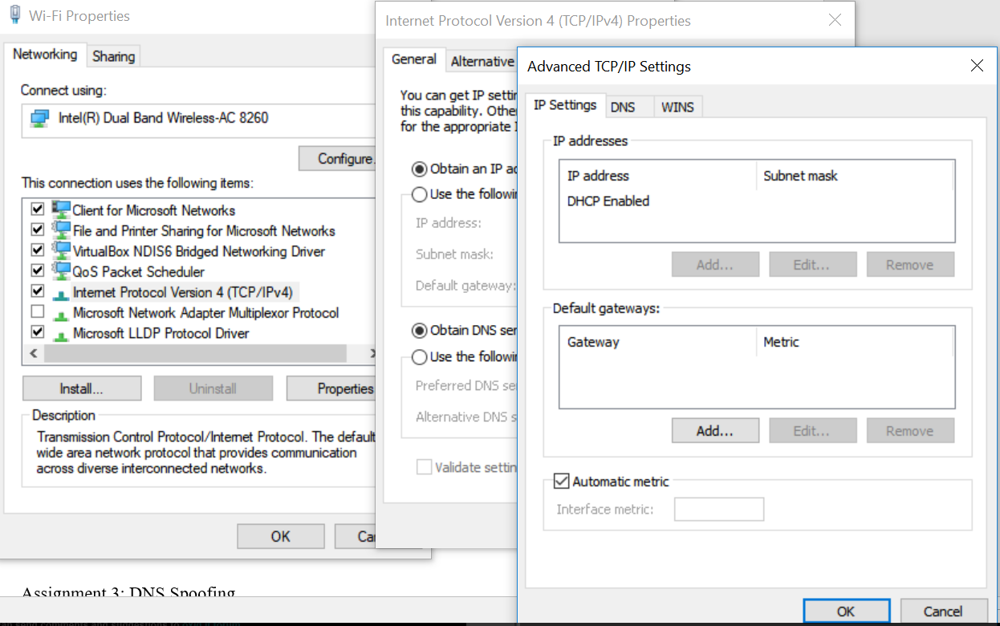 Wi-Fi Properties
Networking
Sharing
Connect using:
Intel(R) Dual Band Wireless-AC 8260
Configure.
This connection uses the following items:
Client for Microsoft Networks
File and Printer Sharing for Microsoft Networks
VirtualBox NDIS6 Bridged Networking Driver
QoS Packet Scheduler
Internet Protocol Version 4 (TCP/IPv4)
Microsoft Network Adapter Multiplexor Protocol
Microsoft LLDP Protocol Driver
Install...
Uninstall
Properties
Description
Transmission Control Protocol/Internet Protocol. The default
wide area network protocol that provides communication
across diverse interconnected networks.
OK
Ca
Assignment 3: DNS Spoofing
Internet Protocol Version 4 (TCP/IPv4) Properties
General
Alternative
You can get IP settin
this capability. Othe
for the appropriate I
Obtain an IP ad
Use the followin
IP address:
Subnet mask:
Default gateway:
Obtain DNS ser
Use the followin
Preferred DNS se
Alternative DNS s
Validate settin
Advanced TCP/IP Settings
IP Settings
DNS
WINS
IP addresses
IP address
Subnet mask
DHCP Enabled
Add...
Edit...
Remove
Default gateways:
Gateway
Metric
Add...
Edit...
Remove
Automatic metric
Interface metric:
OK
Cancel